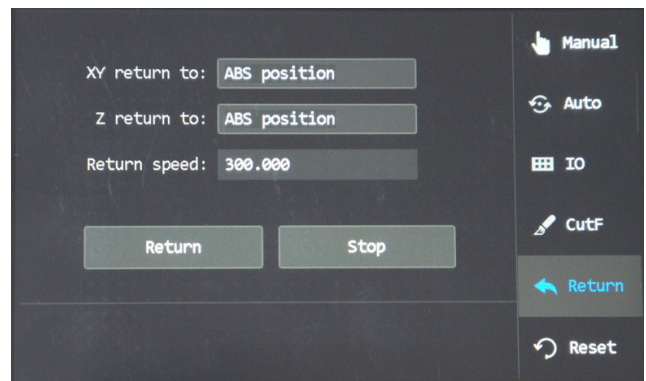 XY return to: ABS position
Z return to: ABS position
Return speed: 300.000
Return Stop
Manual
Auto
IO
CutF
Return
Reset